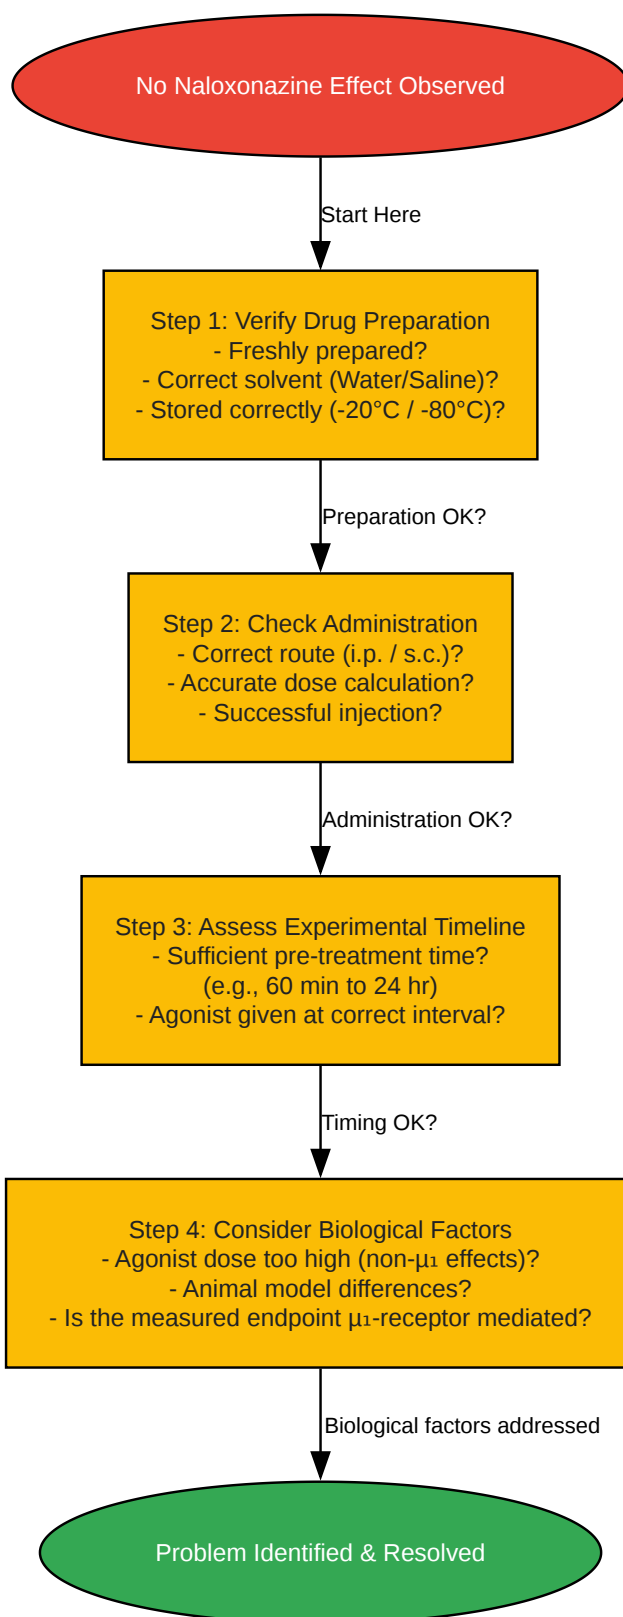 No Naloxonazine Effect Observed
Start Here
Step 1: Verify Drug Preparation
- Freshly prepared?
- Correct solvent (Water/Saline)?
- Stored correctly (-20°C / -80°C)?
Preparation OK?
Step 2: Check Administration
- Correct route (i.p. / s.c.)?
- Accurate dose calculation?
- Successful injection?
Administration OK?
Step 3: Assess Experimental Timeline
- Sufficient pre-treatment time?
(e.g., 60 min to 24 hr)
- Agonist given at correct interval?
Timing OK?
Step 4: Consider Biological Factors
- Agonist dose too high (non-μ₁ effects)?
- Animal model differences?
- Is the measured endpoint μ₁-receptor mediated?
Biological factors addressed
Problem Identified & Resolved